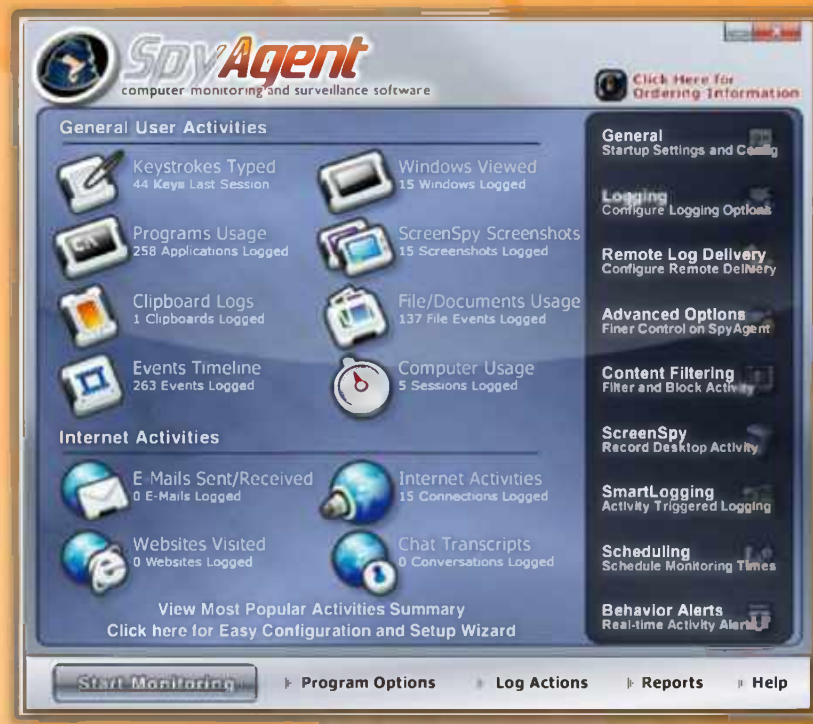 SpyAgent
computer monitoring and surveillance software
Click Here for
Ordering Information
General User Activities
Keystrokes Typed
44 Keys Last Session
Windows Viewed
15 Windows Logged
Programs Usage
258 Applications Logged
ScreenSpy Screenshots
15 Screenshots Logged
Clipboard Logs
1 Clipboards Logged
File/Documents Usage
137 File Events Logged
Events Timeline
263 Events Logged
Computer Usage
5 Sessions Logged
Internet Activities
E-Mails Sent/Received
0 E-Mails Logged
Internet Activities
15 Connections Logged
Websites Visited
0 Websites Logged
Chat Transcripts
0 Conversations Logged
View Most Popular Activities Summary
Click here for Easy Configuration and Setup Wizard
General
Startup Settings and Config
Logging
Configure Logging Options
Remote Log Delivery
Configure Remote Delivery
Advanced Options
Finer Control on SpyAgent
Content Filtering
Filter and Block Activity
ScreenSpy
Record Desktop Activity
SmartLogging
Activity Triggered Logging
Scheduling
Schedule Monitoring Times
Behavior Alerts
Real-time Activity Alerts
Start Monitoring
Program Options
Log Actions
Reports
Help